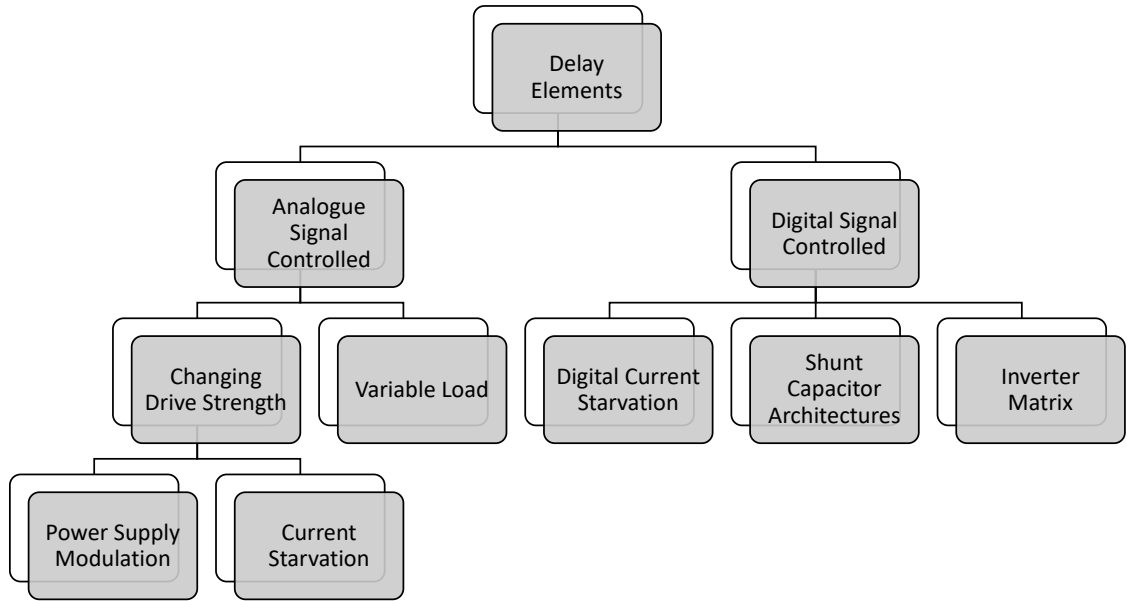 Delay
Elements
Analogue
Signal
Controlled
Digital Signal
Controlled
Changing
Drive Strength
Variable Load
Digital Current
Starvation
Shunt
Capacitor
Architectures
Inverter
Matrix
Power Supply
Modulation
Current
Starvation